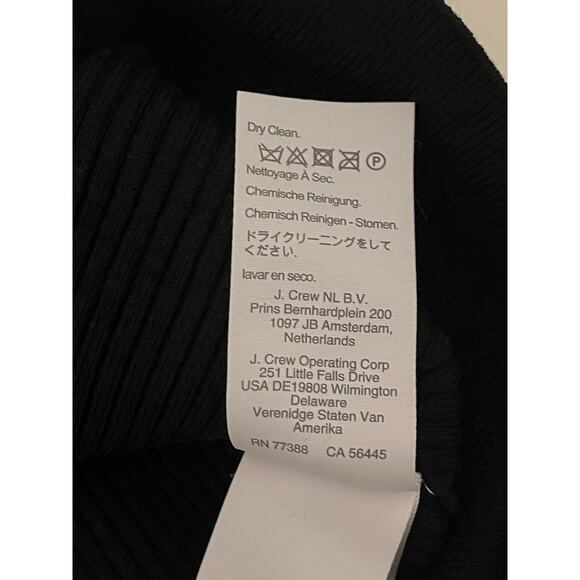 Dry Clean.
P
Nettoyage À Sec.
Chemische Reinigung.
Chemisch Reinigen - Stomen.
ドライクリーニングをして
ください.
lavar en seco.
J. Crew NL B.V.
Prins Bernhardplein 200
1097 JB Amsterdam,
Netherlands
J. Crew Operating Corp
251 Little Falls Drive
USA DE19808 Wilmington
Delaware
Verenidge Staten Van
Amerika
RN 77388 CA 56445